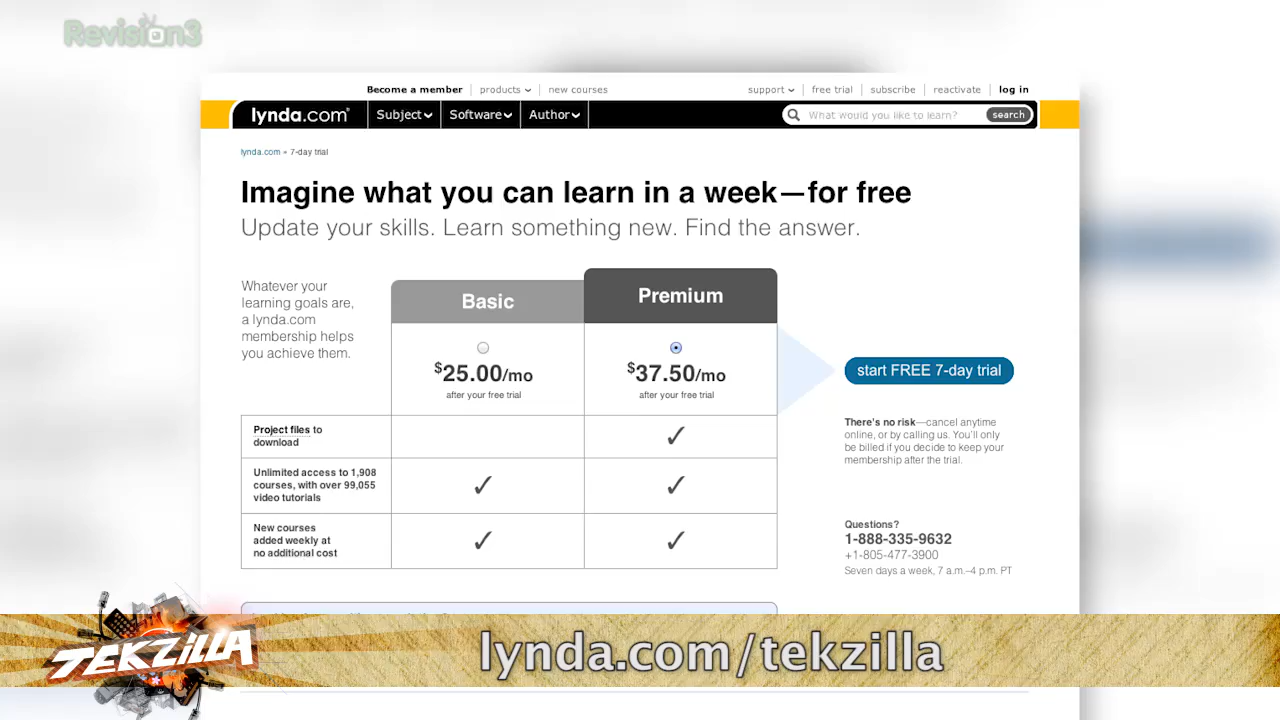 Revision3
Become a member products new courses support free trial subscribe reactivate log in
lynda.com® Subject Software Author What would you like to learn? search
lynda.com » 7-day trial
Imagine what you can learn in a week—for free
Update your skills. Learn something new. Find the answer.
Whatever your
learning goals are,
a lynda.com
membership helps
you achieve them.
Basic
Premium
$25.00/mo
after your free trial
$37.50/mo
after your free trial
start FREE 7-day trial
Project files to
download
Unlimited access to 1,908
courses, with over 99,055
video tutorials
New courses
added weekly at
no additional cost
There's no risk—cancel anytime
online, or by calling us. You'll only
be billed if you decide to keep your
membership after the trial.
Questions?
1-888-335-9632
+1-805-477-3900
Seven days a week, 7 a.m.–4 p.m. PT
TEKZILLA
lynda.com/tekzilla